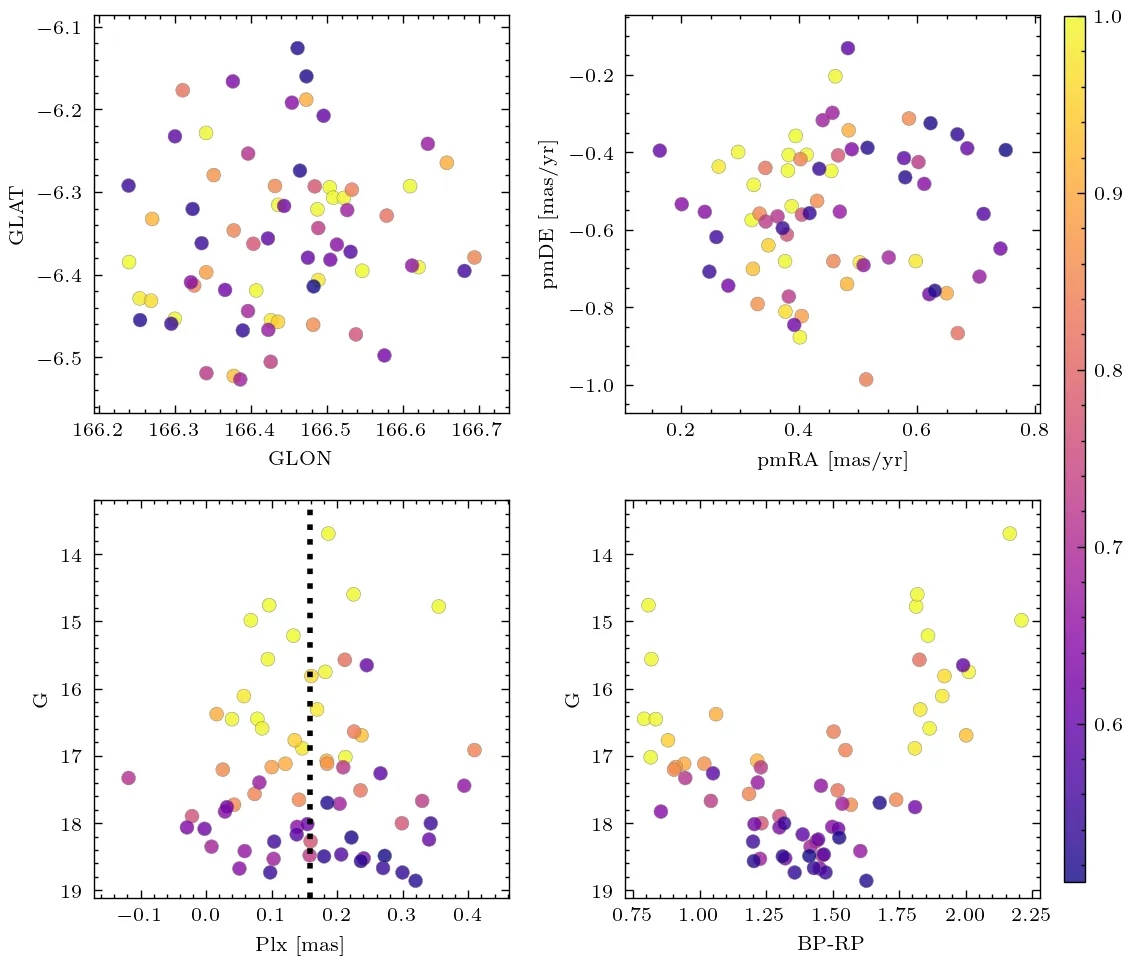 −6.1
−6.2
−6.3
−6.4
−6.5
GLAT
166.2 166.3 166.4 166.5 166.6 166.7
GLON
−0.2
−0.4
−0.6
−0.8
−1.0
pmDE [mas/yr]
0.2 0.4 0.6 0.8
pmRA [mas/yr]
1.0
0.9
0.8
0.7
0.6
14
15
16
17
18
19
G
−0.1 0.0 0.1 0.2 0.3 0.4
Plx [mas]
14
15
16
17
18
19
G
0.75 1.00 1.25 1.50 1.75 2.00 2.25
BP-RP